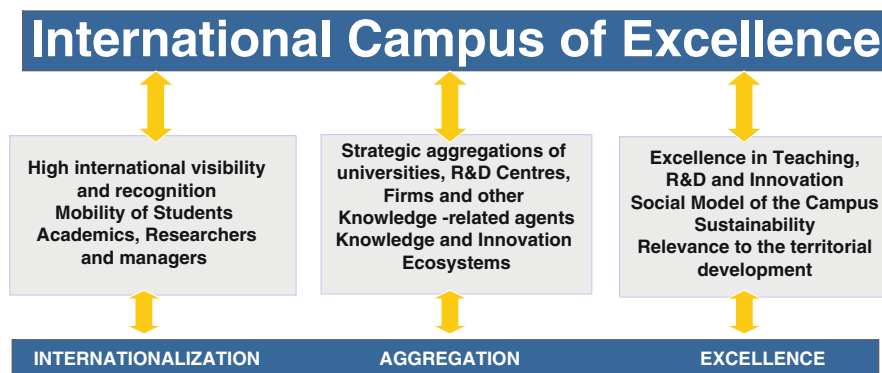 International Campus of Excellence
High international visibility
and recognition
Mobility of Students
Academics, Researchers
and managers
Strategic aggregations of
universities, R&D Centres,
Firms and other
Knowledge -related agents
Knowledge and Innovation
Ecosystems
Excellence in Teaching,
R&D and Innovation
Social Model of the Campus
Sustainability
Relevance to the territorial
development
INTERNATIONALIZATION
AGGREGATION
EXCELLENCE